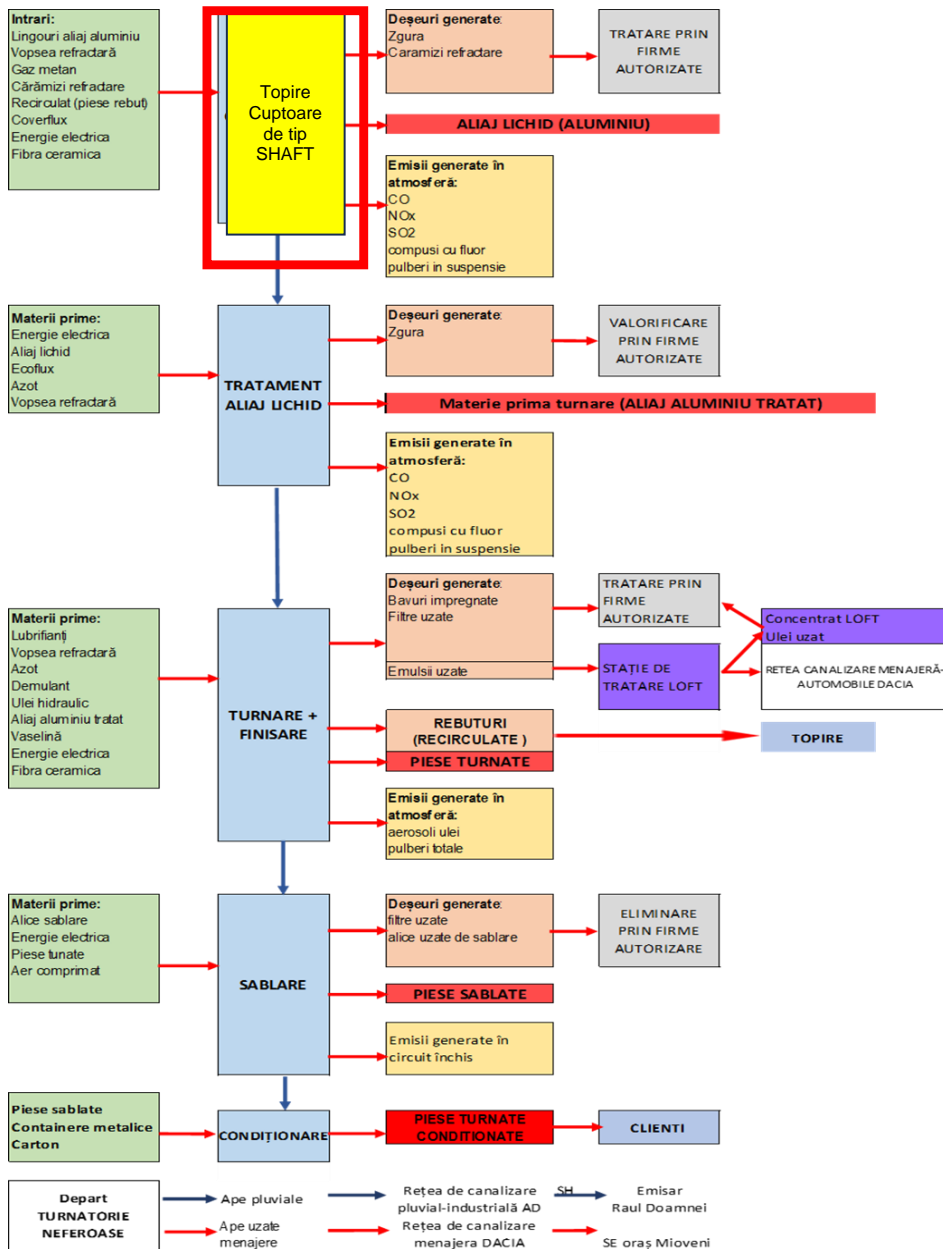 Intrari:
Lingouri aliaj aluminiu
Vopsea refractară
Gaz metan
Cărămizi refractare
Recirculat (piese rebut)
Coverflux
Energie electrica
Fibra ceramica
Topire
Cuptoare
de tip
SHAFT
Deșeuri generate:
Zgura
Caramizi refractare
TRATARE PRIN
FIRME
AUTORIZATE
ALIAJ LICHID (ALUMINIU)
Emisii generate în
atmosferă:
CO
NOx
SO2
compusi cu fluor
pulberi in suspensie
Materii prime:
Energie electrica
Aliaj lichid
Ecoflux
Azot
Vopsea refractară
TRATAMENT
ALIAJ LICHID
Deșeuri generate:
Zgura
VALORIFICARE
PRIN FIRME
AUTORIZATE
Materie prima turnare (ALIAJ ALUMINIU TRATAT)
Emisii generate în
atmosferă:
CO
NOx
SO2
compusi cu fluor
pulberi in suspensie
Materii prime:
Lubrifianți
Vopsea refractară
Azot
Demulant
Ulei hidraulic
Aliaj aluminiu tratat
Vaselină
Energie electrica
Fibra ceramica
TURNARE +
FINISARE
Deșeuri generate:
Bavuri impregnate
Filtre uzate
Emulsii uzate
TRATARE PRIN
FIRME
AUTORIZATE
STAȚIE DE
TRATARE LOFT
Concentrat LOFT
Ulei uzat
RETEA CANALIZARE MENAJERĂ-
AUTOMOBILE DACIA
REBUTURI
(RECIRCULATE )
TOPIRE
PIESE TURNATE
Emisii generate în
atmosferă:
aerosoli ulei
pulberi totale
Materii prime:
Alice sablare
Energie electrica
Piese tunate
Aer comprimat
SABLARE
Deșeuri generate:
filtre uzate
alice uzate de sablare
ELIMINARE
PRIN FIRME
AUTORIZARE
PIESE SABLATE
Emisii generate în
circuit închis
Piese sablate
Containere metalice
Carton
CONDIȚIONARE
PIESE TURNATE
CONDITIONATE
CLIENTI
Depart
TURNATORIE
NEFEROASE
Ape pluviale
Rețea de canalizare
pluvial-industrială AD
SH
Emisar
Raul Doamnei
Ape uzate
menajere
Rețea de canalizare
menajera DACIA
SE oraș Mioveni